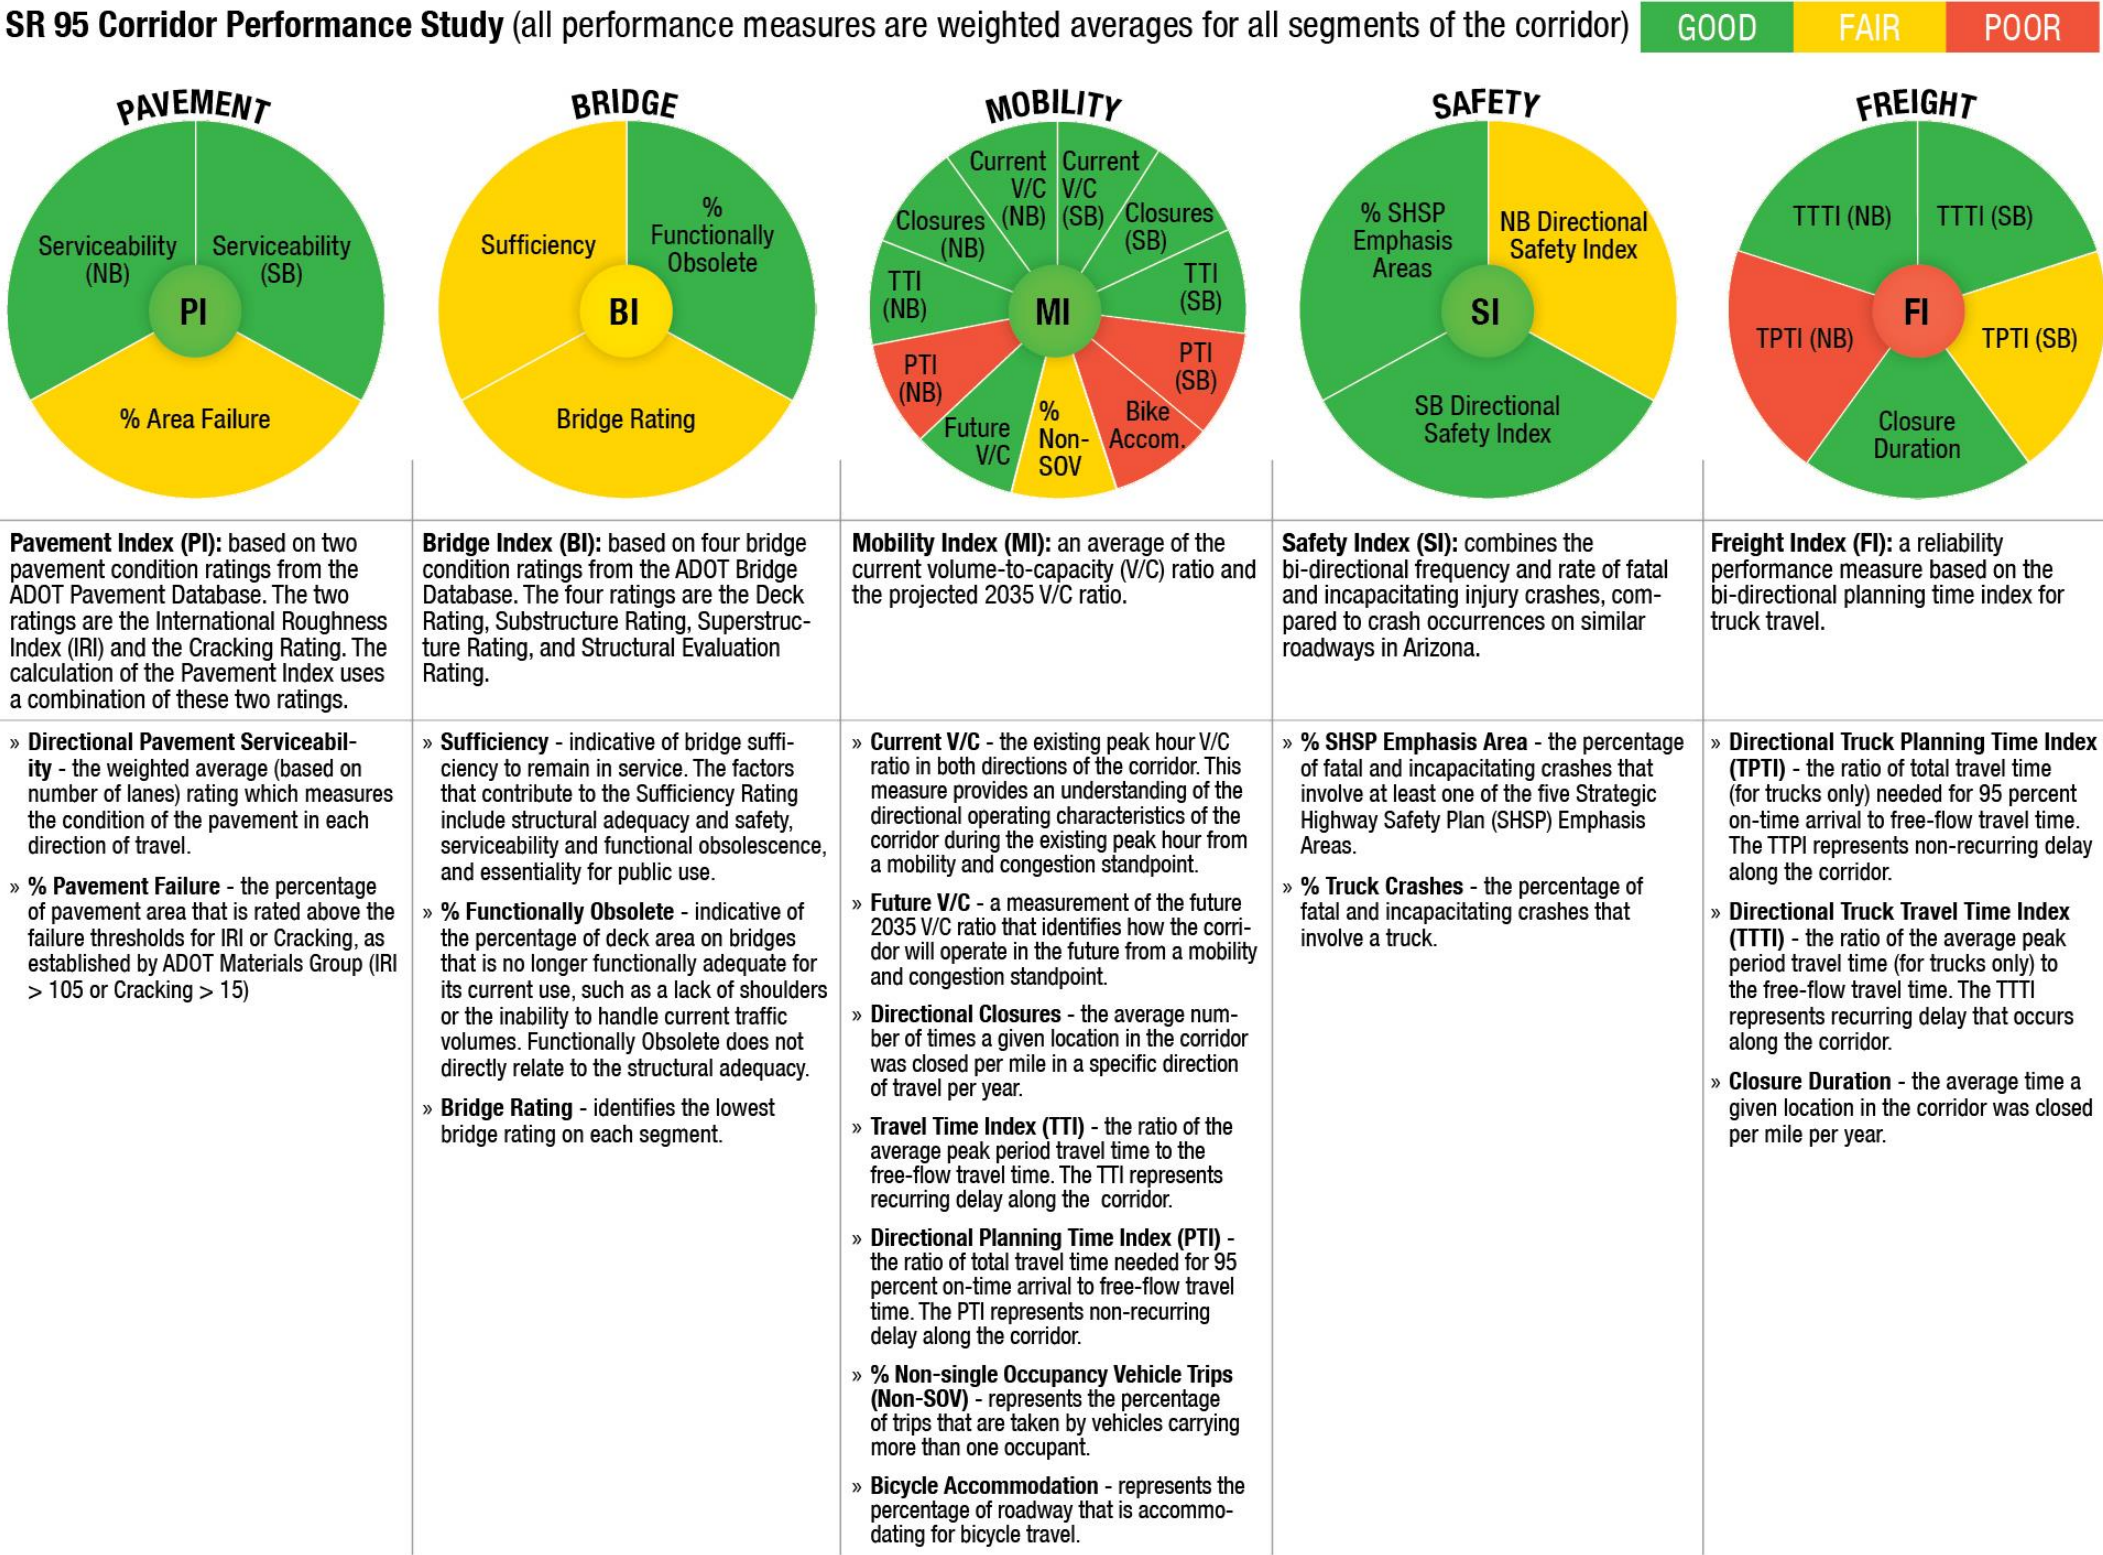 SR 95 Corridor Performance Study (all performance measures are weighted averages for all segments of the corridor)
GOOD
FAIR
POOR
PAVEMENT
Serviceability
(NB)
Serviceability
(SB)
PI
% Area Failure
BRIDGE
Sufficiency
%
Functionally
Obsolete
BI
Bridge Rating
MOBILITY
Current
V/C
(NB)
Current
V/C
(SB)
Closures
(NB)
Closures
(SB)
TTI
(NB)
TTI
(SB)
MI
PTI
(NB)
PTI
(SB)
Future
V/C
%
Non-
SOV
Bike
Accom.
SAFETY
% SHSP
Emphasis
Areas
NB Directional
Safety Index
SI
SB Directional
Safety Index
FREIGHT
TTTI (NB)
TTTI (SB)
FI
TPTI (NB)
TPTI (SB)
Closure
Duration
Pavement Index (PI): based on two
pavement condition ratings from the
ADOT Pavement Database. The two
ratings are the International Roughness
Index (IRI) and the Cracking Rating. The
calculation of the Pavement Index uses
a combination of these two ratings.
» Directional Pavement Serviceabil-
ity - the weighted average (based on
number of lanes) rating which measures
the condition of the pavement in each
direction of travel.
» % Pavement Failure - the percentage
of pavement area that is rated above the
failure thresholds for IRI or Cracking, as
established by ADOT Materials Group (IRI
> 105 or Cracking > 15)
Bridge Index (BI): based on four bridge
condition ratings from the ADOT Bridge
Database. The four ratings are the Deck
Rating, Substructure Rating, Superstruc-
ture Rating, and Structural Evaluation
Rating.
» Sufficiency - indicative of bridge suffi-
ciency to remain in service. The factors
that contribute to the Sufficiency Rating
include structural adequacy and safety,
serviceability and functional obsolescence,
and essentiality for public use.
» % Functionally Obsolete - indicative of
the percentage of deck area on bridges
that is no longer functionally adequate for
its current use, such as a lack of shoulders
or the inability to handle current traffic
volumes. Functionally Obsolete does not
directly relate to the structural adequacy.
» Bridge Rating - identifies the lowest
bridge rating on each segment.
Mobility Index (MI): an average of the
current volume-to-capacity (V/C) ratio and
the projected 2035 V/C ratio.
» Current V/C - the existing peak hour V/C
ratio in both directions of the corridor. This
measure provides an understanding of the
directional operating characteristics of the
corridor during the existing peak hour from
a mobility and congestion standpoint.
» Future V/C - a measurement of the future
2035 V/C ratio that identifies how the corri-
dor will operate in the future from a mobility
and congestion standpoint.
» Directional Closures - the average num-
ber of times a given location in the corridor
was closed per mile in a specific direction
of travel per year.
» Travel Time Index (TTI) - the ratio of the
average peak period travel time to the
free-flow travel time. The TTI represents
recurring delay along the corridor.
» Directional Planning Time Index (PTI) -
the ratio of total travel time needed for 95
percent on-time arrival to free-flow travel
time. The PTI represents non-recurring
delay along the corridor.
» % Non-single Occupancy Vehicle Trips
(Non-SOV) - represents the percentage
of trips that are taken by vehicles carrying
more than one occupant.
» Bicycle Accommodation - represents the
percentage of roadway that is accommo-
dating for bicycle travel.
Safety Index (SI): combines the
bi-directional frequency and rate of fatal
and incapacitating injury crashes, com-
pared to crash occurrences on similar
roadways in Arizona.
» % SHSP Emphasis Area - the percentage
of fatal and incapacitating crashes that
involve at least one of the five Strategic
Highway Safety Plan (SHSP) Emphasis
Areas.
» % Truck Crashes - the percentage of
fatal and incapacitating crashes that
involve a truck.
Freight Index (FI): a reliability
performance measure based on the
bi-directional planning time index for
truck travel.
» Directional Truck Planning Time Index
(TPTI) - the ratio of total travel time
(for trucks only) needed for 95 percent
on-time arrival to free-flow travel time.
The TTPI represents non-recurring delay
along the corridor.
» Directional Truck Travel Time Index
(TTTI) - the ratio of the average peak
period travel time (for trucks only) to
the free-flow travel time. The TTTI
represents recurring delay that occurs
along the corridor.
» Closure Duration - the average time a
given location in the corridor was closed
per mile per year.